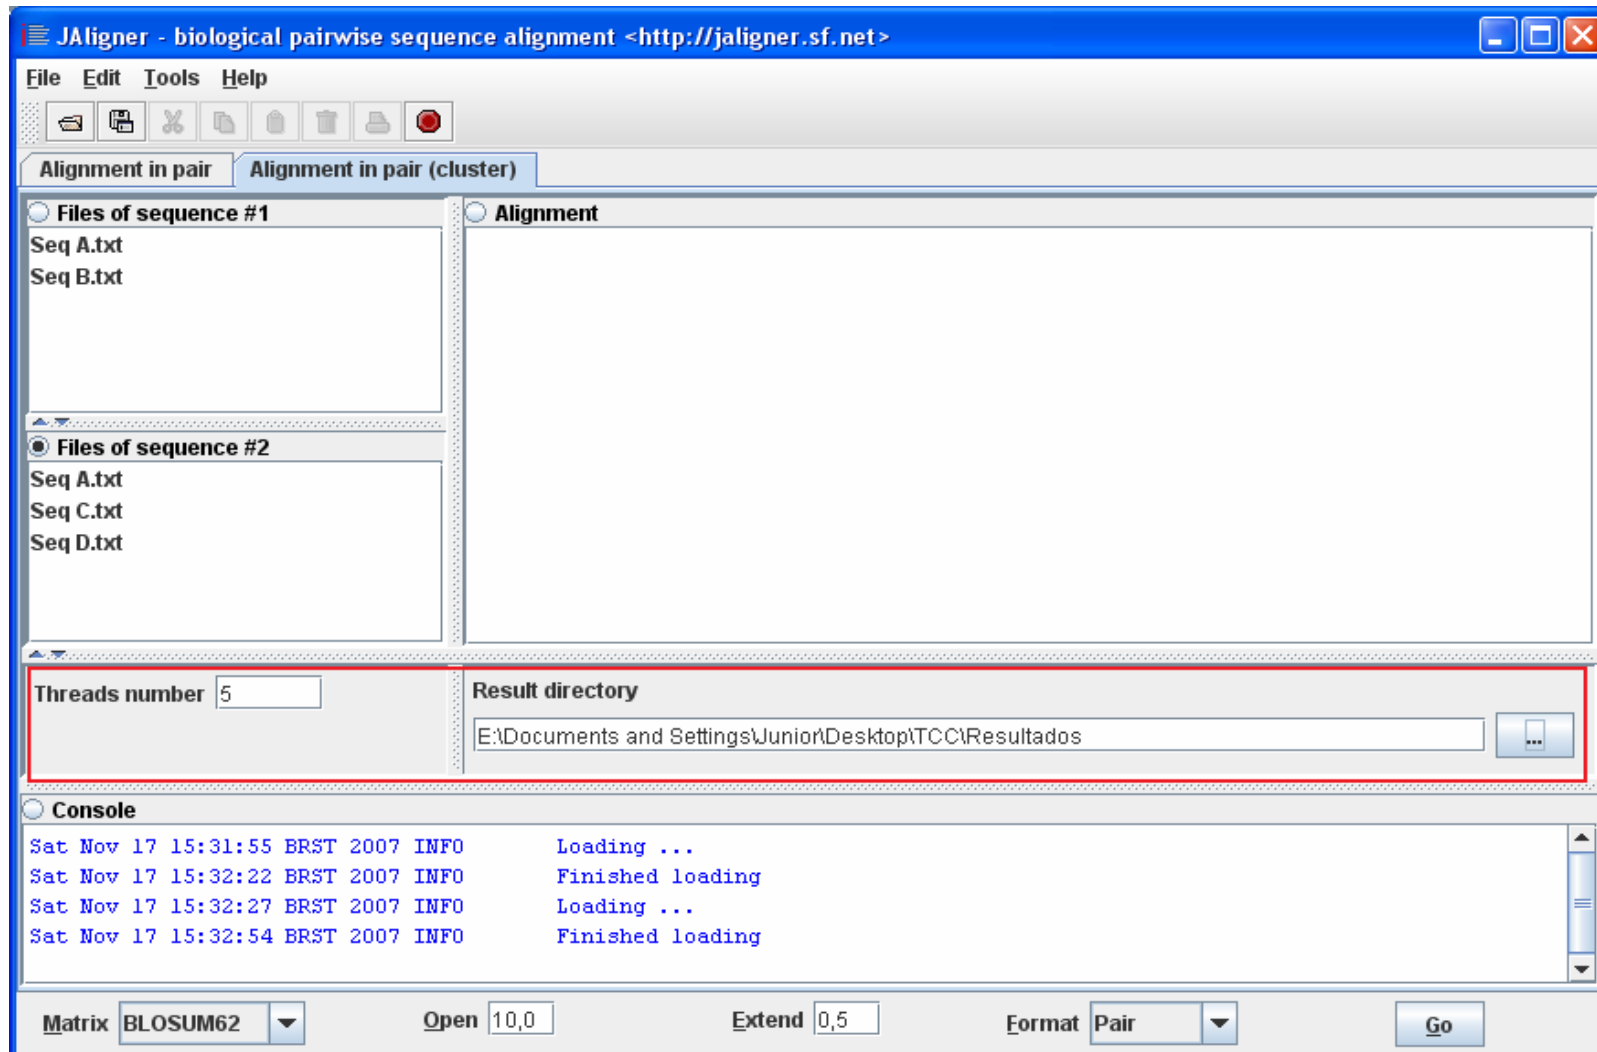 JAligner - biological pairwise sequence alignment <http://jaligner.sf.net>
File Edit Tools Help
Alignment in pair
Alignment in pair (cluster)
Files of sequence #1
Seq A.txt
Seq B.txt
Alignment
Files of sequence #2
Seq A.txt
Seq C.txt
Seq D.txt
Threads number 5
Result directory
E:\Documents and Settings\Junior\Desktop\TCC\Resultados
...
Console
Sat Nov 17 15:31:55 BRST 2007 INFO Loading ...
Sat Nov 17 15:32:22 BRST 2007 INFO Finished loading
Sat Nov 17 15:32:27 BRST 2007 INFO Loading ...
Sat Nov 17 15:32:54 BRST 2007 INFO Finished loading
Matrix BLOSUM62 Open 10,0 Extend 0,5 Format Pair Go